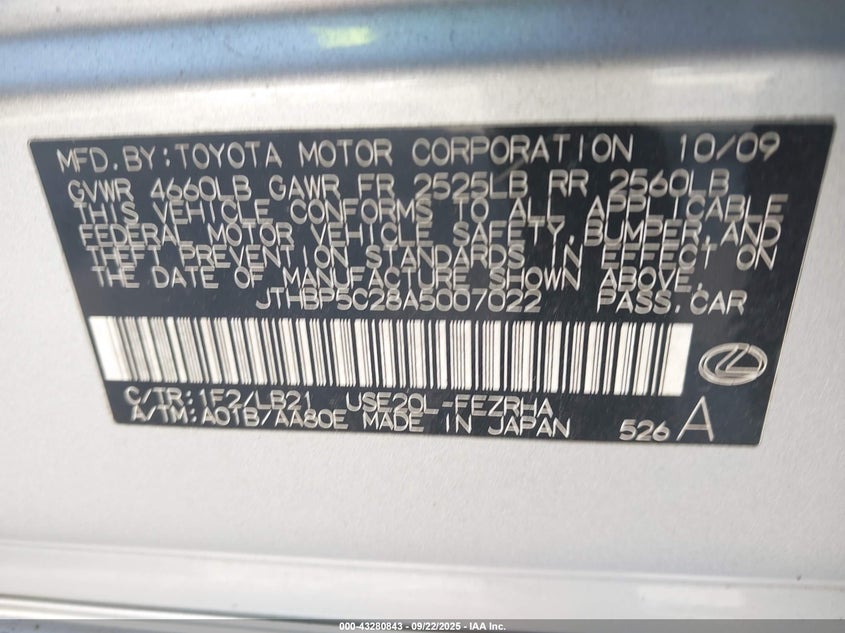 MFD.BY:TOYOTA MOTOR CORPORATION 10/09
GVWR 4660LB GAWR FR 2525LB RR 2560LB
THIS VEHICLE CONFORMS TO ALL APPLICABLE
FEDERAL MOTOR VEHICLE SAFETY,BUMPER,AND
THEFT PREVENTION STANDARDS IN EFFECT ON
THE DATE OF MANUFACTURE SHOWN ABOVE.
JTHBP5C28A5007022 PASS.CAR
C/TR:1F2/LB21 USE20L-FEZRHA
A/TM:A01B/AA80E MADE IN JAPAN 526 A
000-43280843 - 09/22/2025 - IAA Inc.